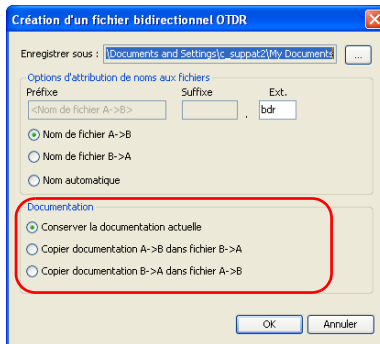 Création d'un fichier bidirectionnel OTDR
Enregistrer sous : \Documents and Settings\c_suppat2\My Documents ...
Options d'attribution de noms aux fichiers
Préfixe Suffixe Ext.
<Nom de fichier A->B> . bdr
Nom de fichier A->B
Nom de fichier B->A
Nom automatique
Documentation
Conserver la documentation actuelle
Copier documentation A->B dans fichier B->A
Copier documentation B->A dans fichier A->B
OK Annuler